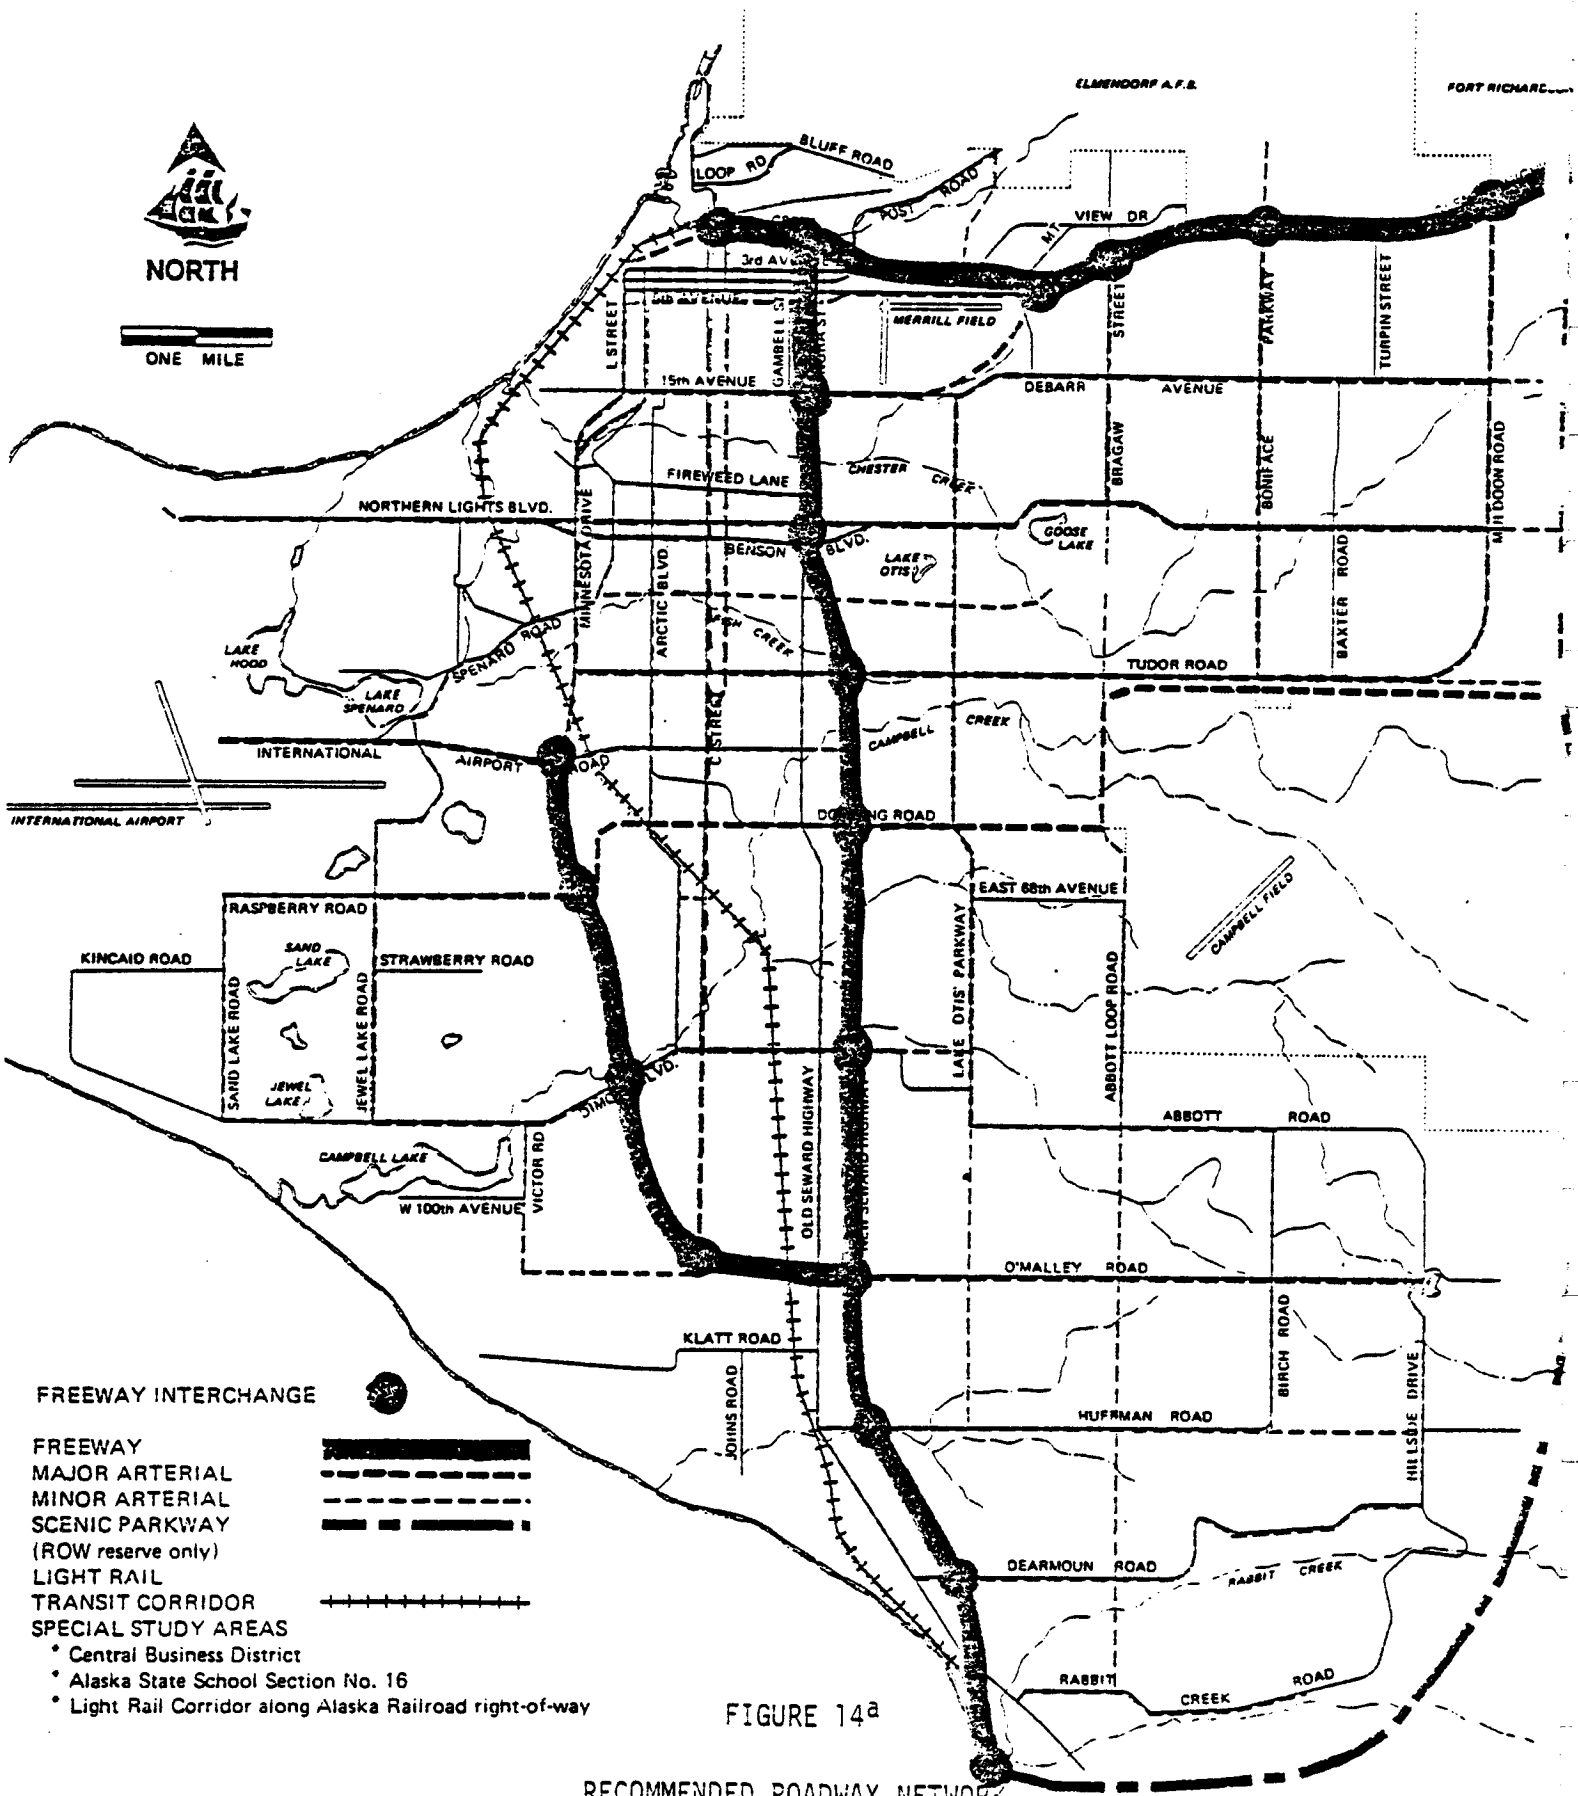 ELMENDORF A.F.B.
BLUFF ROAD
LOOP RD
POST ROAD
MT VIEW DR
NORTH
3rd
MERRILL FIELD
L STREET
GAMBELL ST
STREET
PARKWAY
TURPIN STREET
ONE MILE
15th AVENUE
DEBARR AVENUE
BRAGAW
BONIFACE
MULDOON ROAD
CHESTER CREEK
FIREWEED LANE
NORTHERN LIGHTS BLVD.
MINNESOTA DRIVE
BENSON BLVD.
GOOSE LAKE
LAKE OTIS
ARCTIC BLVD.
BAXTER ROAD
FISH CREEK
SPENARD ROAD
LAKE HOOD
TUDOR ROAD
LAKE SPENARD
C STREET
CAMPBELL CREEK
INTERNATIONAL AIRPORT ROAD
INTERNATIONAL AIRPORT
ROAD
EAST 68th AVENUE
CAMPBELL FIELD
RASPBERRY ROAD
SAND LAKE
KINCAID ROAD
STRAWBERRY ROAD
SAND LAKE ROAD
JEWEL LAKE ROAD
LAKE OTIS PARKWAY
ABBOTT LOOP ROAD
JEWEL LAKE
BLVD.
OLD SEWARD HIGHWAY
ABBOTT ROAD
CAMPBELL LAKE
VICTOR RD
W 100th AVENUE
O'MALLEY ROAD
KLATT ROAD
JOHNS ROAD
BIRCH ROAD
HILLSIDE DRIVE
HUFFMAN ROAD
FREEWAY INTERCHANGE
FREEWAY
MAJOR ARTERIAL
MINOR ARTERIAL
SCENIC PARKWAY
(ROW reserve only)
LIGHT RAIL
TRANSIT CORRIDOR
SPECIAL STUDY AREAS
* Central Business District
* Alaska State School Section No. 16
* Light Rail Corridor along Alaska Railroad right-of-way
DEARMOUN ROAD
RABBIT CREEK
RABBIT CREEK ROAD
FIGURE 14a
RECOMMENDED ROADWAY